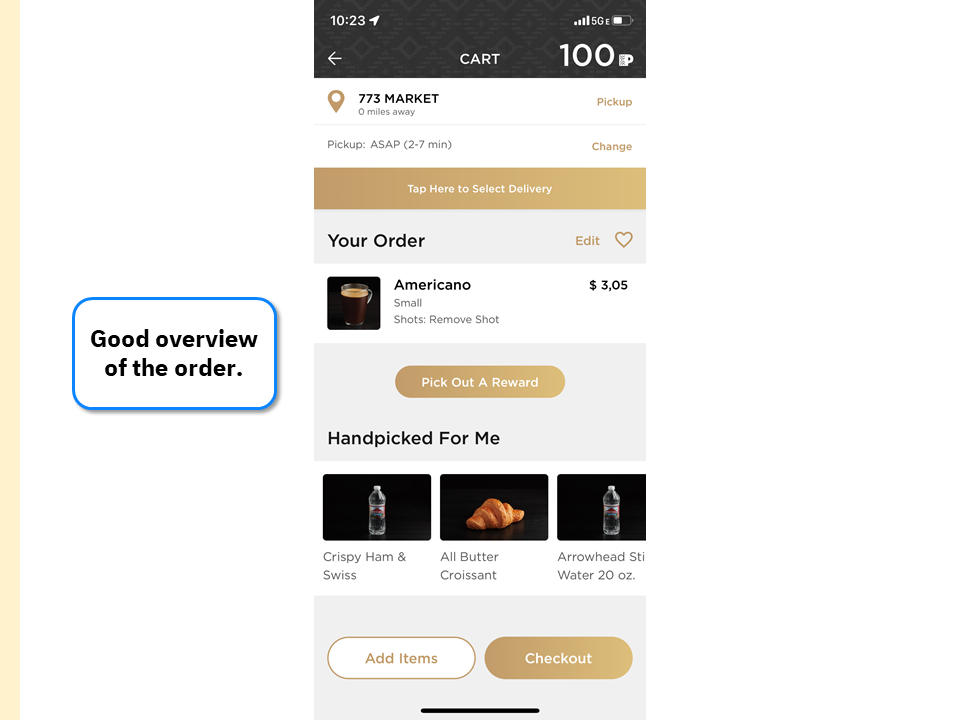 10:23
5G E
CART
100
773 MARKET
0 miles away
Pickup
Pickup: ASAP (2-7 min)
Change
Tap Here to Select Delivery
Your Order
Edit
Americano
$ 3,05
Small
Shots: Remove Shot
Good overview
of the order.
Pick Out A Reward
Handpicked For Me
Crispy Ham &
Swiss
All Butter
Croissant
Arrowhead Sti
Water 20 oz.
Add Items
Checkout